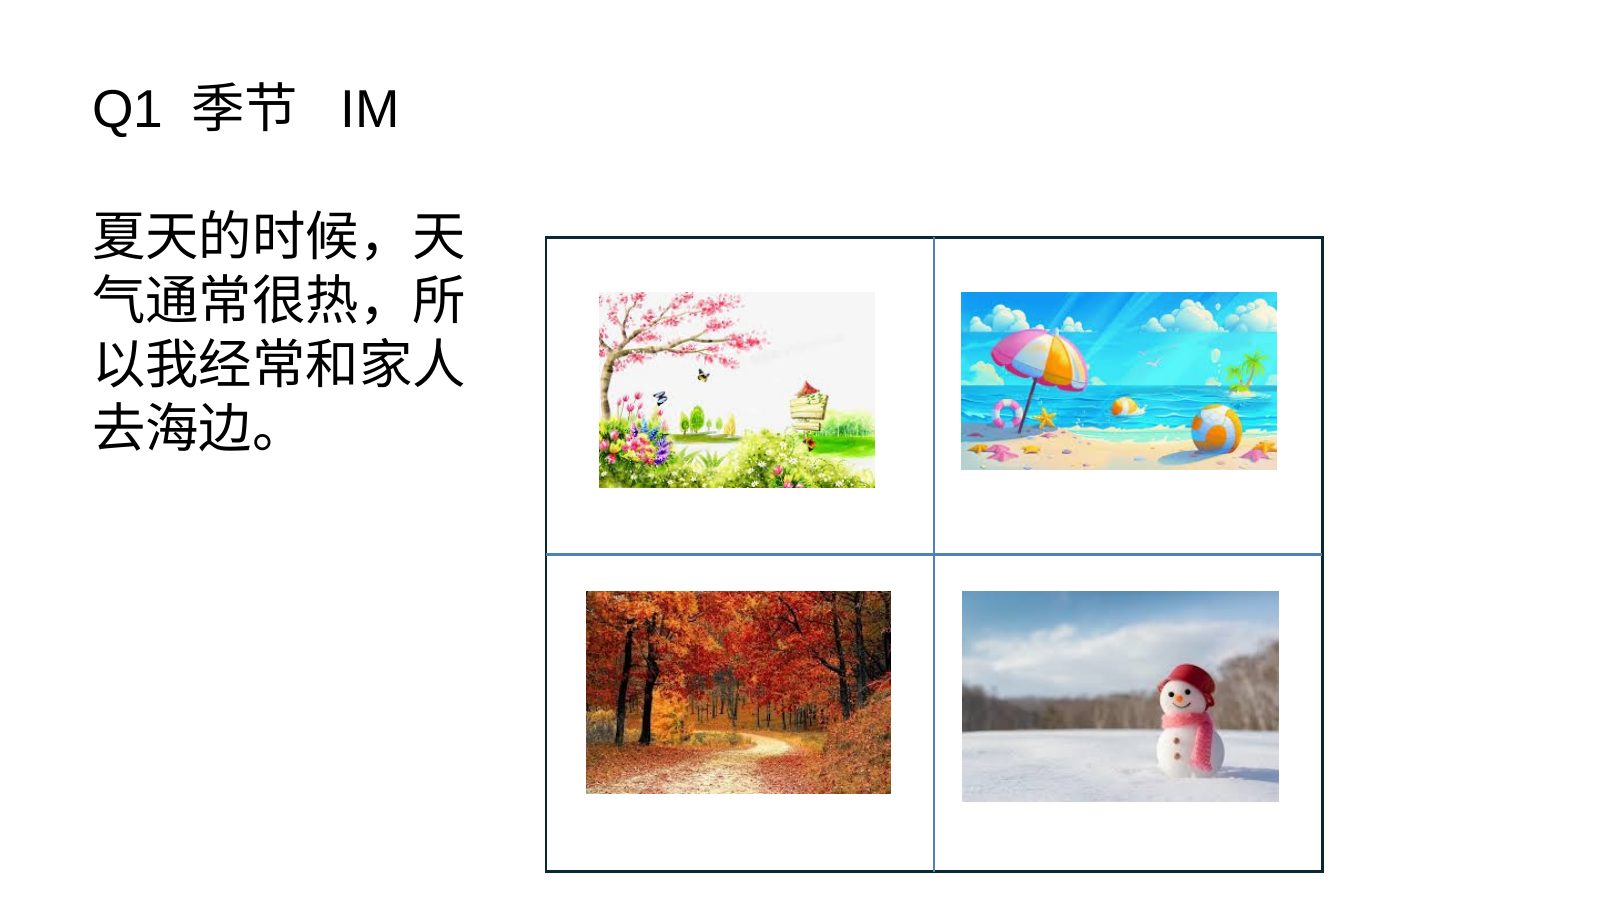 Q1 季节 IM
夏天的时候，天
气通常很热，所
以我经常和家人
去海边。